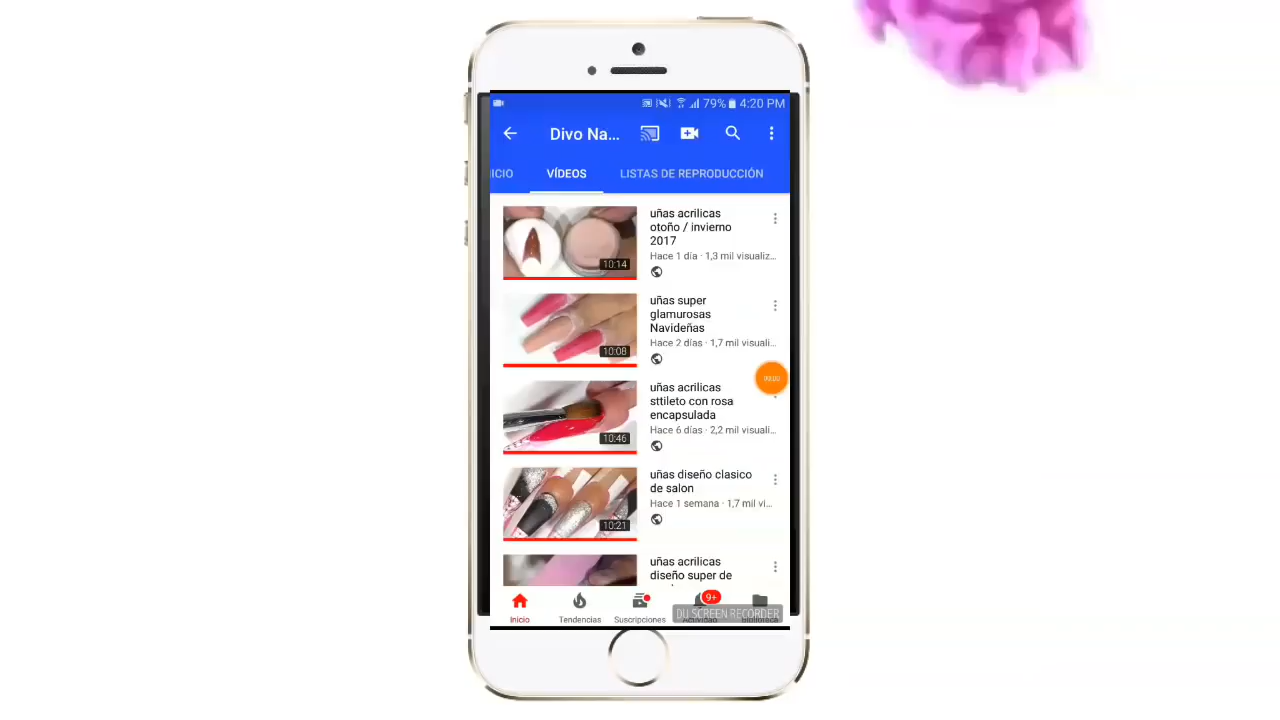 79% 4:20 PM
Divo Na...
ICIO VÍDEOS LISTAS DE REPRODUCCIÓN
uñas acrilicas
otoño / invierno
2017
Hace 1 día · 1,3 mil visualiz...
10:14
uñas super
glamurosas
Navideñas
Hace 2 días · 1,7 mil visuali...
10:08
uñas acrilicas
sttileto con rosa
encapsulada
Hace 6 días · 2,2 mil visuali...
10:46
uñas diseño clasico
de salon
Hace 1 semana · 1,7 mil vi...
10:21
uñas acrilicas
diseño super de
9+
DU SCREEN RECORDER
Inicio Tendencias Suscripciones Actividad Biblioteca